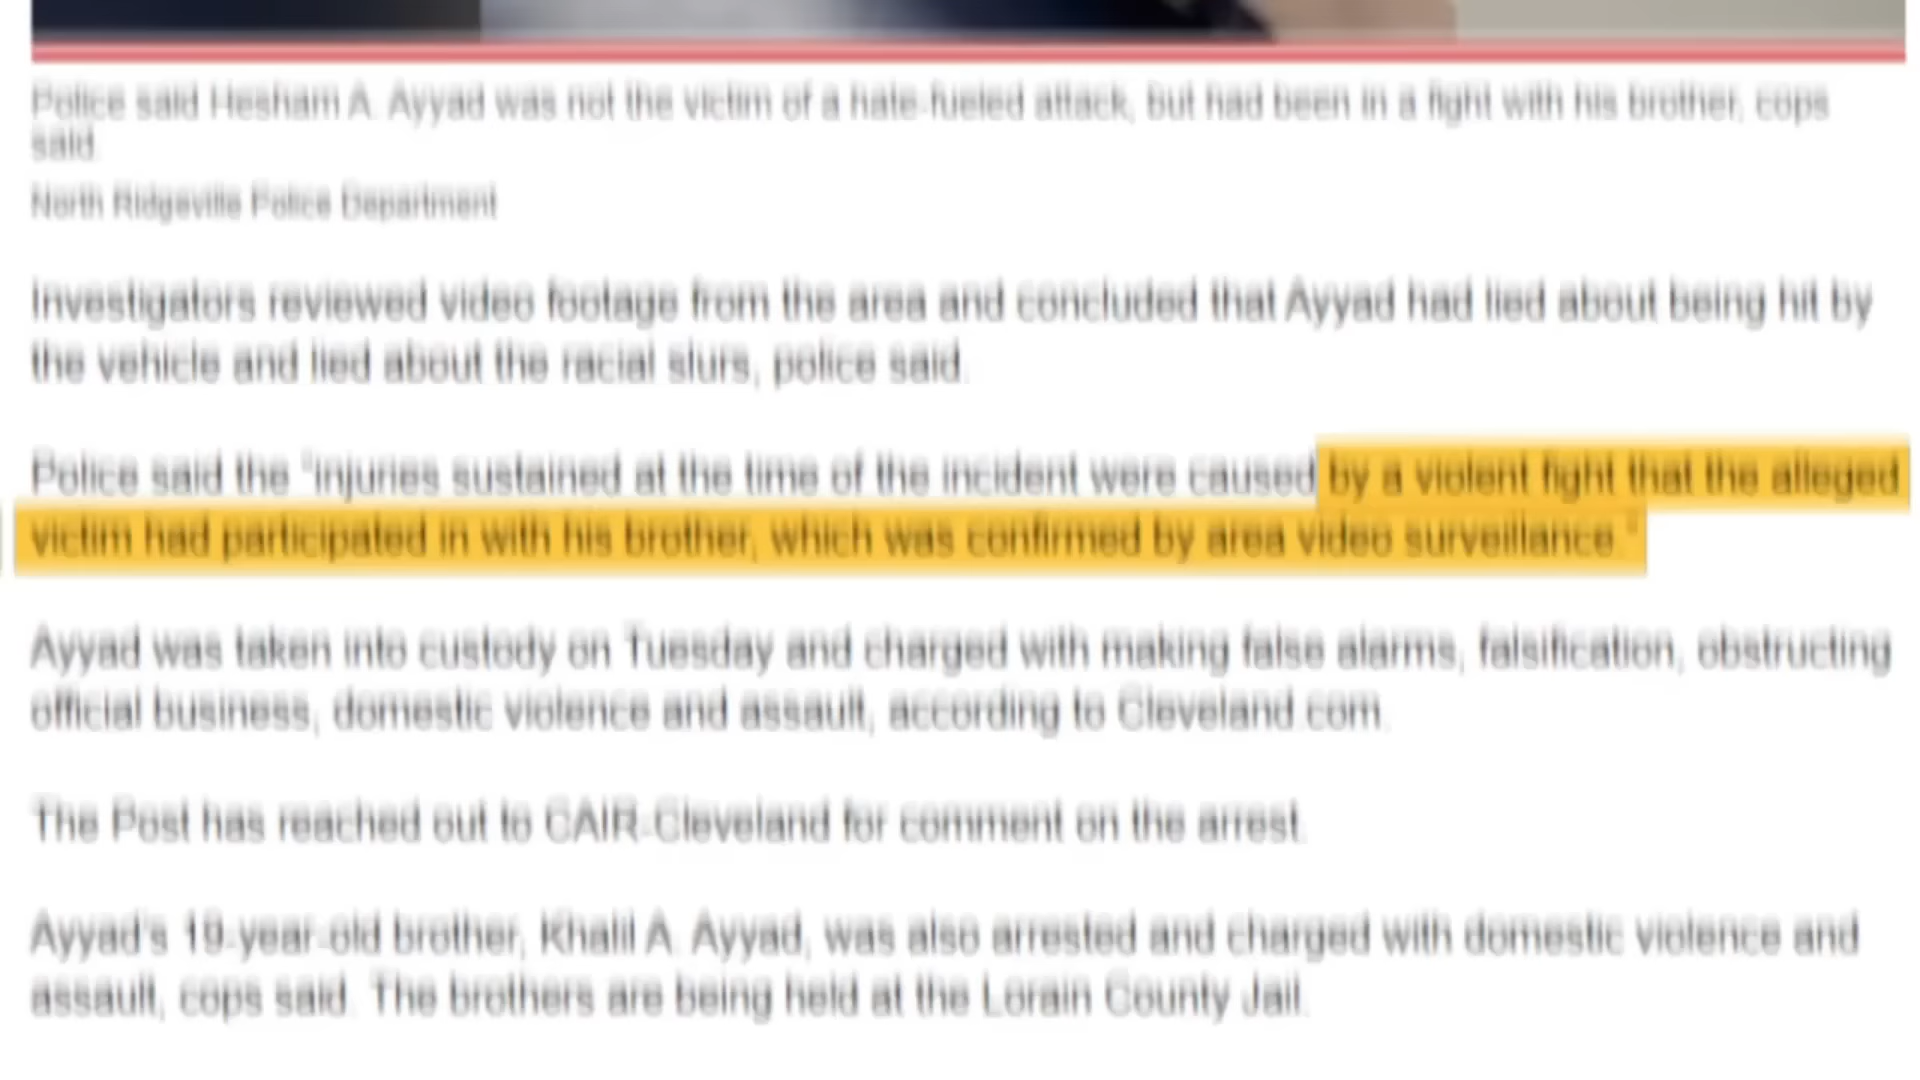 Police said Hesham A. Ayyad was not the victim of a hate-fueled attack, but had been in a fight with his brother, cops
said.
North Ridgeville Police Department
Investigators reviewed video footage from the area and concluded that Ayyad had lied about being hit by
the vehicle and lied about the racial slurs, police said.
Police said the "injuries sustained at the time of the incident were caused by a violent fight that the alleged
victim had participated in with his brother, which was confirmed by area video surveillance."
Ayyad was taken into custody on Tuesday and charged with making false alarms, falsification, obstructing
official business, domestic violence and assault, according to Cleveland.com.
The Post has reached out to CAIR-Cleveland for comment on the arrest.
Ayyad's 19-year-old brother, Khalil A. Ayyad, was also arrested and charged with domestic violence and
assault, cops said. The brothers are being held at the Lorain County Jail.